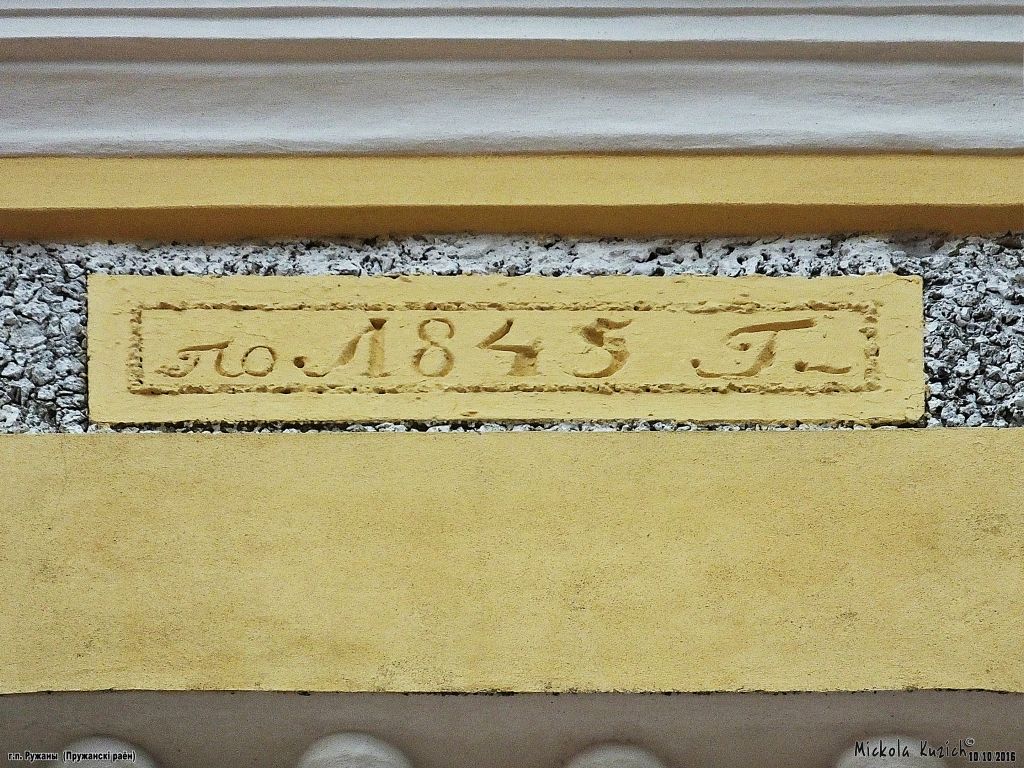 по 1845 Г.
г.п. Ружаны (Пружанскі раён)
Mickola Kuzich© 10.10.2016